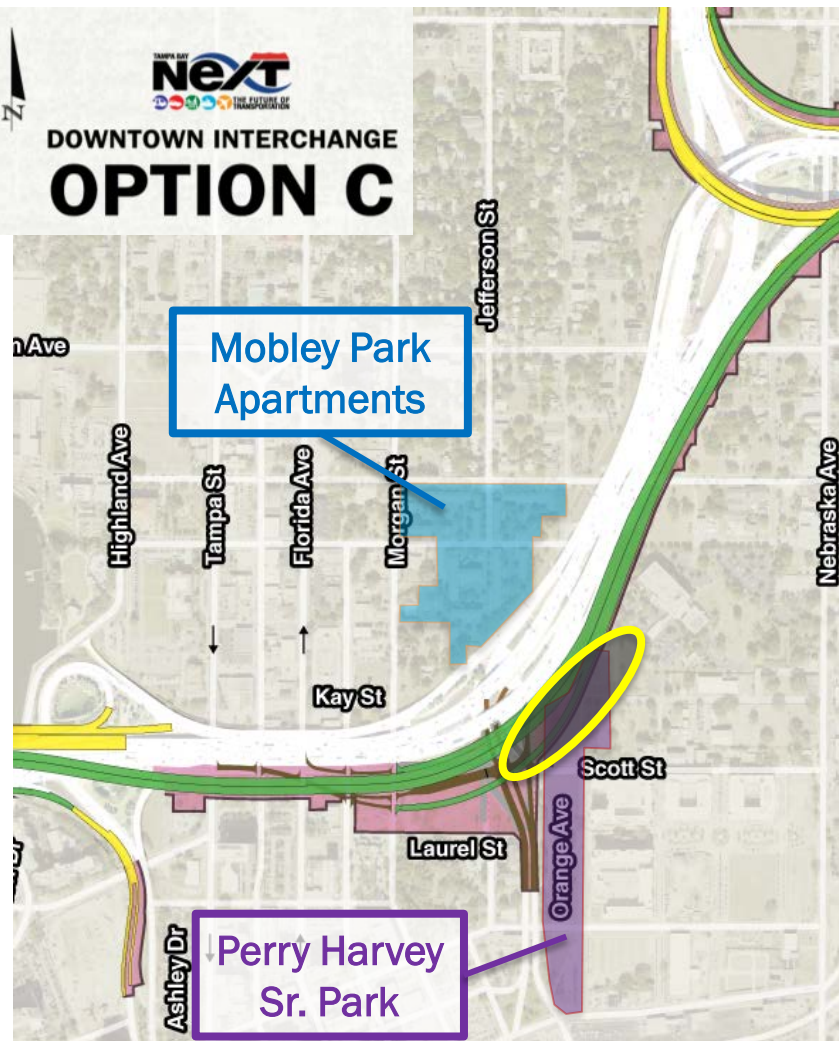 TAMPA BAY
NeXT
THE FUTURE OF
TRANSPORTATION
N
DOWNTOWN INTERCHANGE
OPTION C
Jefferson St
Mobley Park
Apartments
n Ave
Highland Ave
Tampa St
Florida Ave
Morgan St
Nebraska Ave
Kay St
Scott St
Laurel St
Orange Ave
Ashley Dr
Perry Harvey
Sr. Park